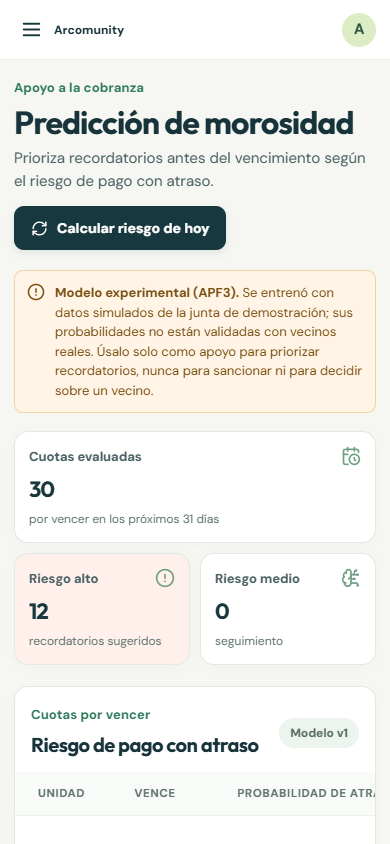 Arcomunity
A
Apoyo a la cobranza
Predicción de morosidad
Prioriza recordatorios antes del vencimiento según
el riesgo de pago con atraso.
Calcular riesgo de hoy
Modelo experimental (APF3). Se entrenó con
datos simulados de la junta de demostración; sus
probabilidades no están validadas con vecinos
reales. Úsalo solo como apoyo para priorizar
recordatorios, nunca para sancionar ni para decidir
sobre un vecino.
Cuotas evaluadas
30
por vencer en los próximos 31 días
Riesgo alto
12
recordatorios sugeridos
Riesgo medio
0
seguimiento
Cuotas por vencer
Riesgo de pago con atraso
Modelo v1
UNIDAD VENCE PROBABILIDAD DE